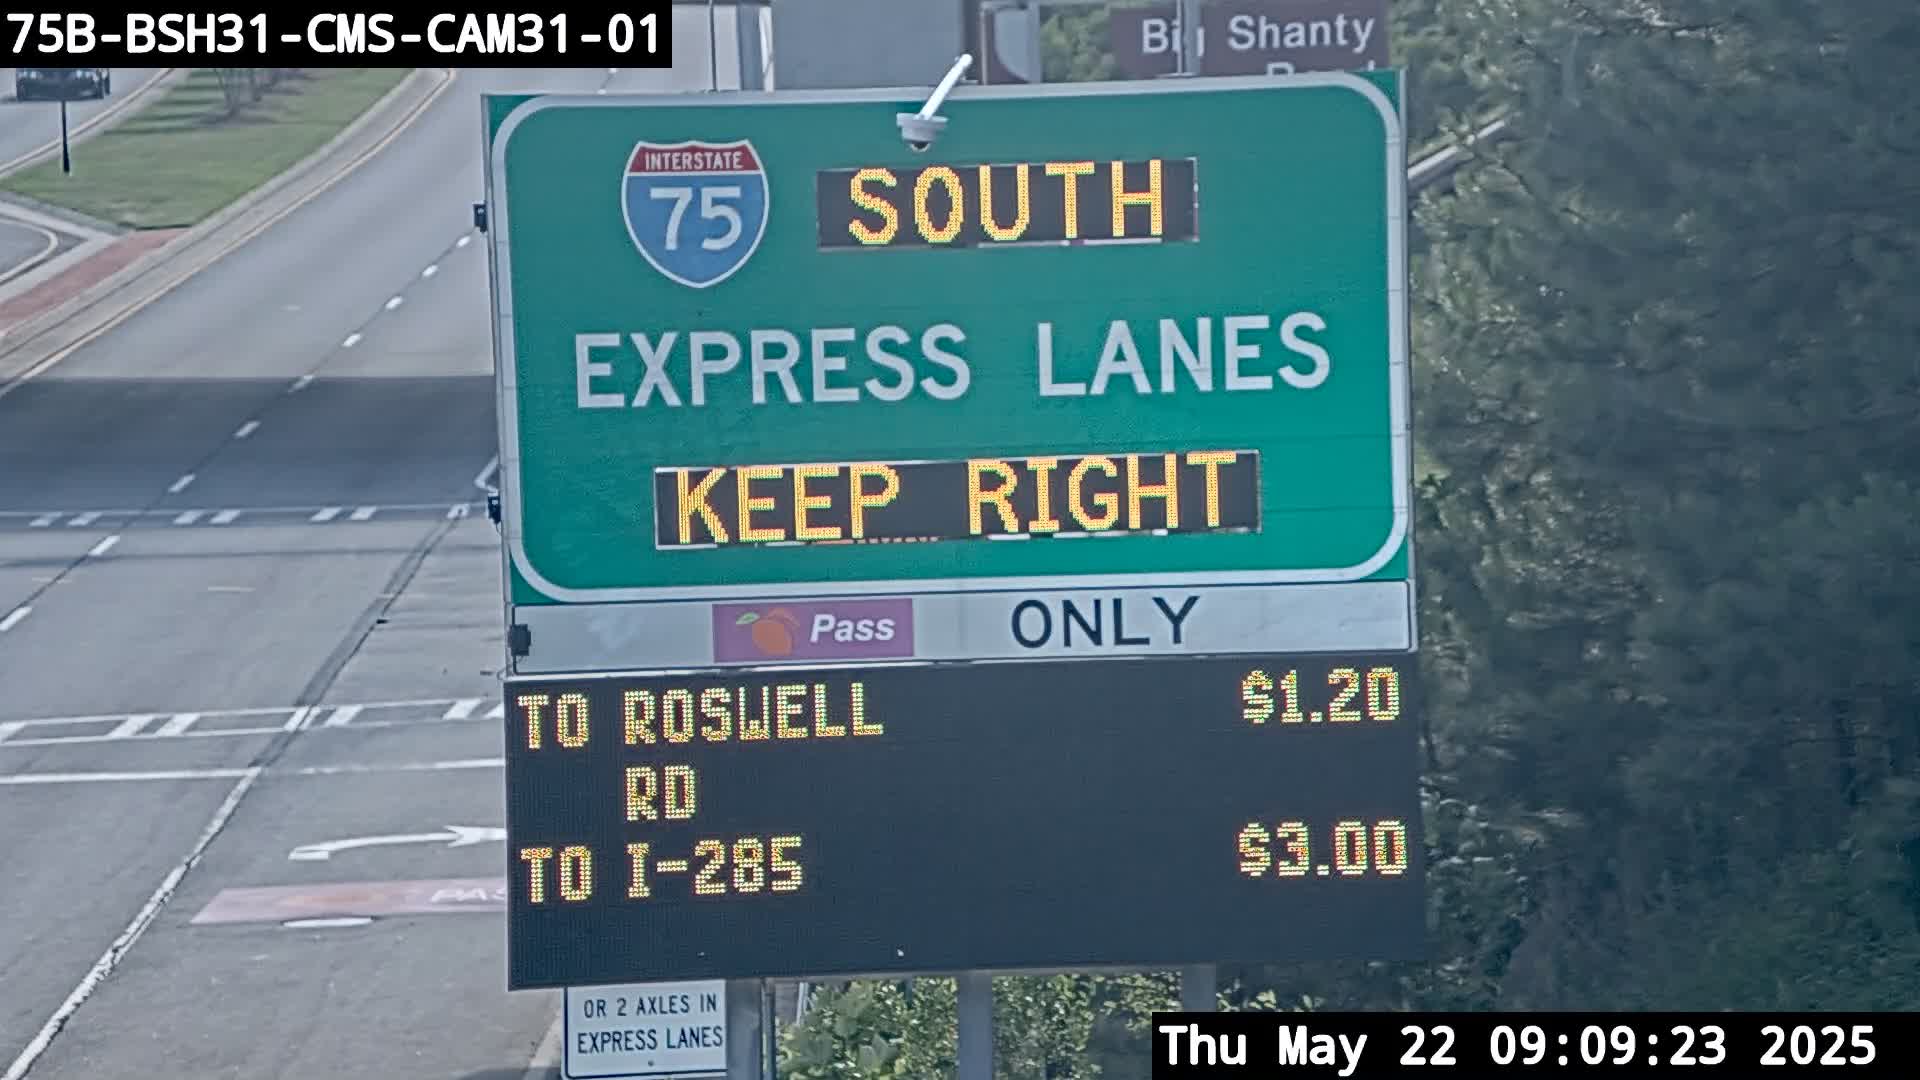 75B-BSH31-CMS-CAM31-01
Big Shanty
INTERSTATE
75
SOUTH
EXPRESS LANES
KEEP RIGHT
Pass ONLY
TO ROSWELL $1.20
RD
TO I-285 $3.00
OR 2 AXLES IN
EXPRESS LANES
Thu May 22 09:09:23 2025